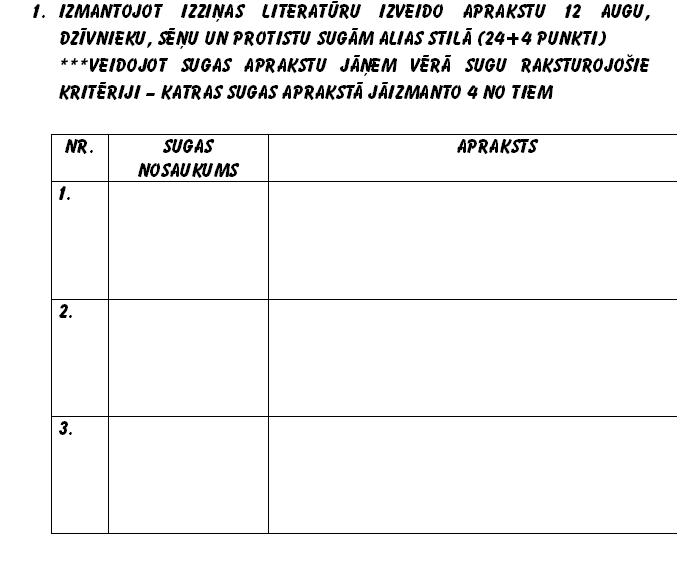 1. IZMANTOJOT IZZIŅAS LITERATŪRU IZVEIDO APRAKSTU 12 AUGU,
DZĪVNIEKU, SĒŅU UN PROTISTU SUGĀM ALIAS STILĀ (24+4 PUNKTI)
***VEIDOJOT SUGAS APRAKSTU JĀŅEM VĒRĀ SUGU RAKSTUROJOŠIE
KRITĒRIJI – KATRAS SUGAS APRAKSTĀ JĀIZMANTO 4 NO TIEM
NR. SUGAS APRAKSTS
NOSAUKUMS
1.
2.
3.